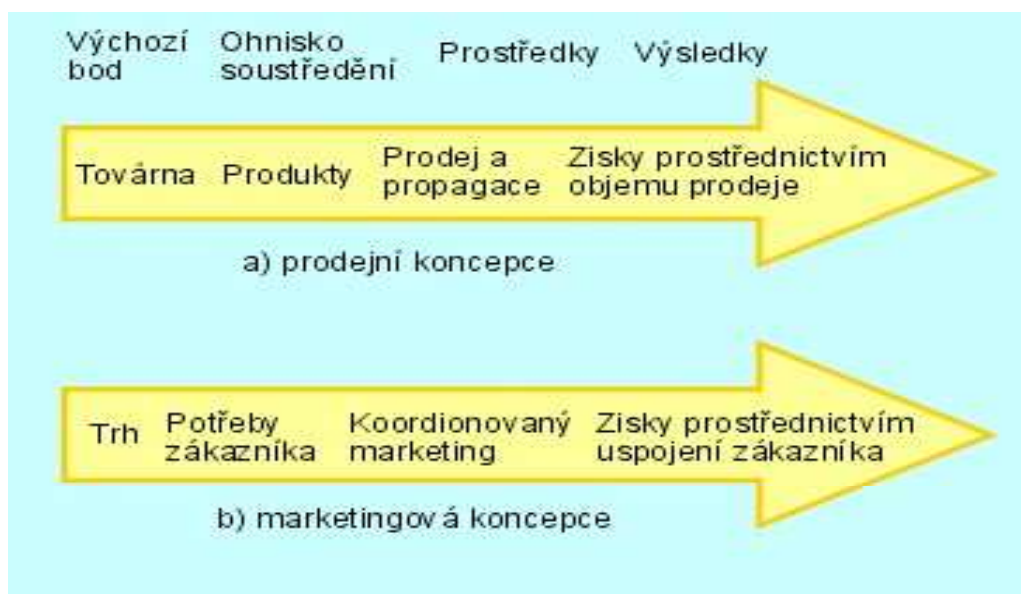 Výchozí bod
Ohnisko soustředění
Prostředky
Výsledky
Továrna
Produkty
Prodej a propagace
Zisky prostřednictvím objemu prodeje
a) prodejní koncepce
Trh
Potřeby zákazníka
Koordionovaný marketing
Zisky prostřednictvím uspojení zákazníka
b) marketingová koncepce